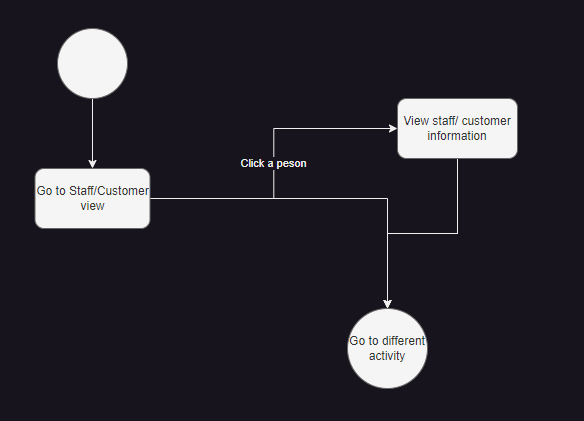 View staff/ customer
information
Click a peson
Go to Staff/Customer
view
Go to different
activity